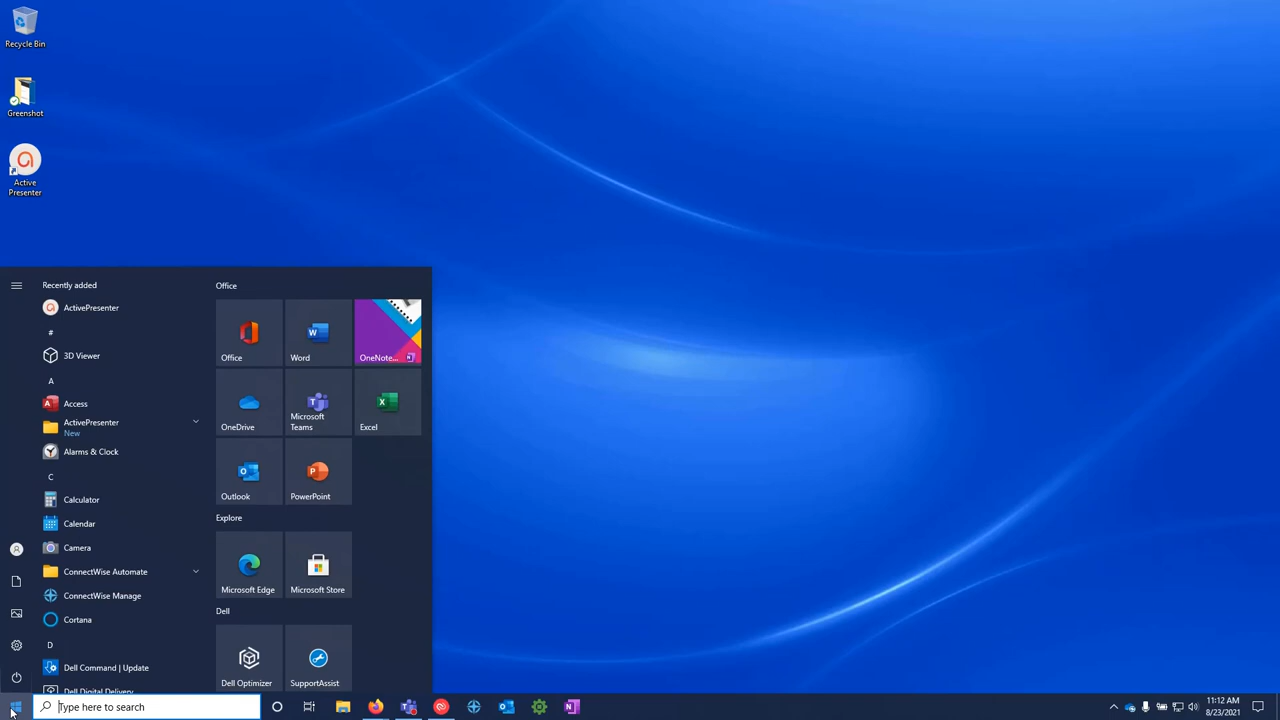 Recycle Bin
Greenshot
Active
Presenter
Recently added
ActivePresenter
#
3D Viewer
A
Access
ActivePresenter
New
Alarms & Clock
C
Calculator
Calendar
Camera
ConnectWise Automate
ConnectWise Manage
Cortana
D
Dell Command | Update
Dell Digital Delivery
Office
Office
Word
OneNote...
OneDrive
Microsoft
Teams
Excel
Outlook
PowerPoint
Explore
Microsoft Edge
Microsoft Store
Dell
Dell Optimizer
SupportAssist
Type here to search
11:12 AM
8/23/2021